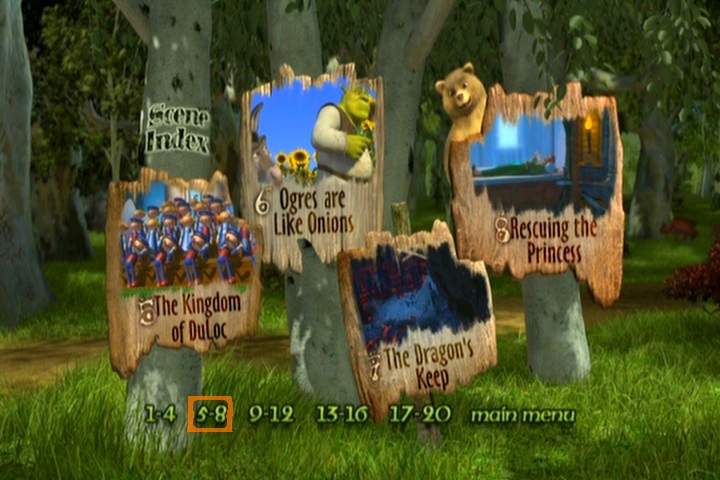 Scene
Index
5 The Kingdom
of DuLoc
6 Ogres are
Like Onions
7 The Dragon's
Keep
8 Rescuing the
Princess
1-4 5-8 9-12 13-16 17-20 main menu